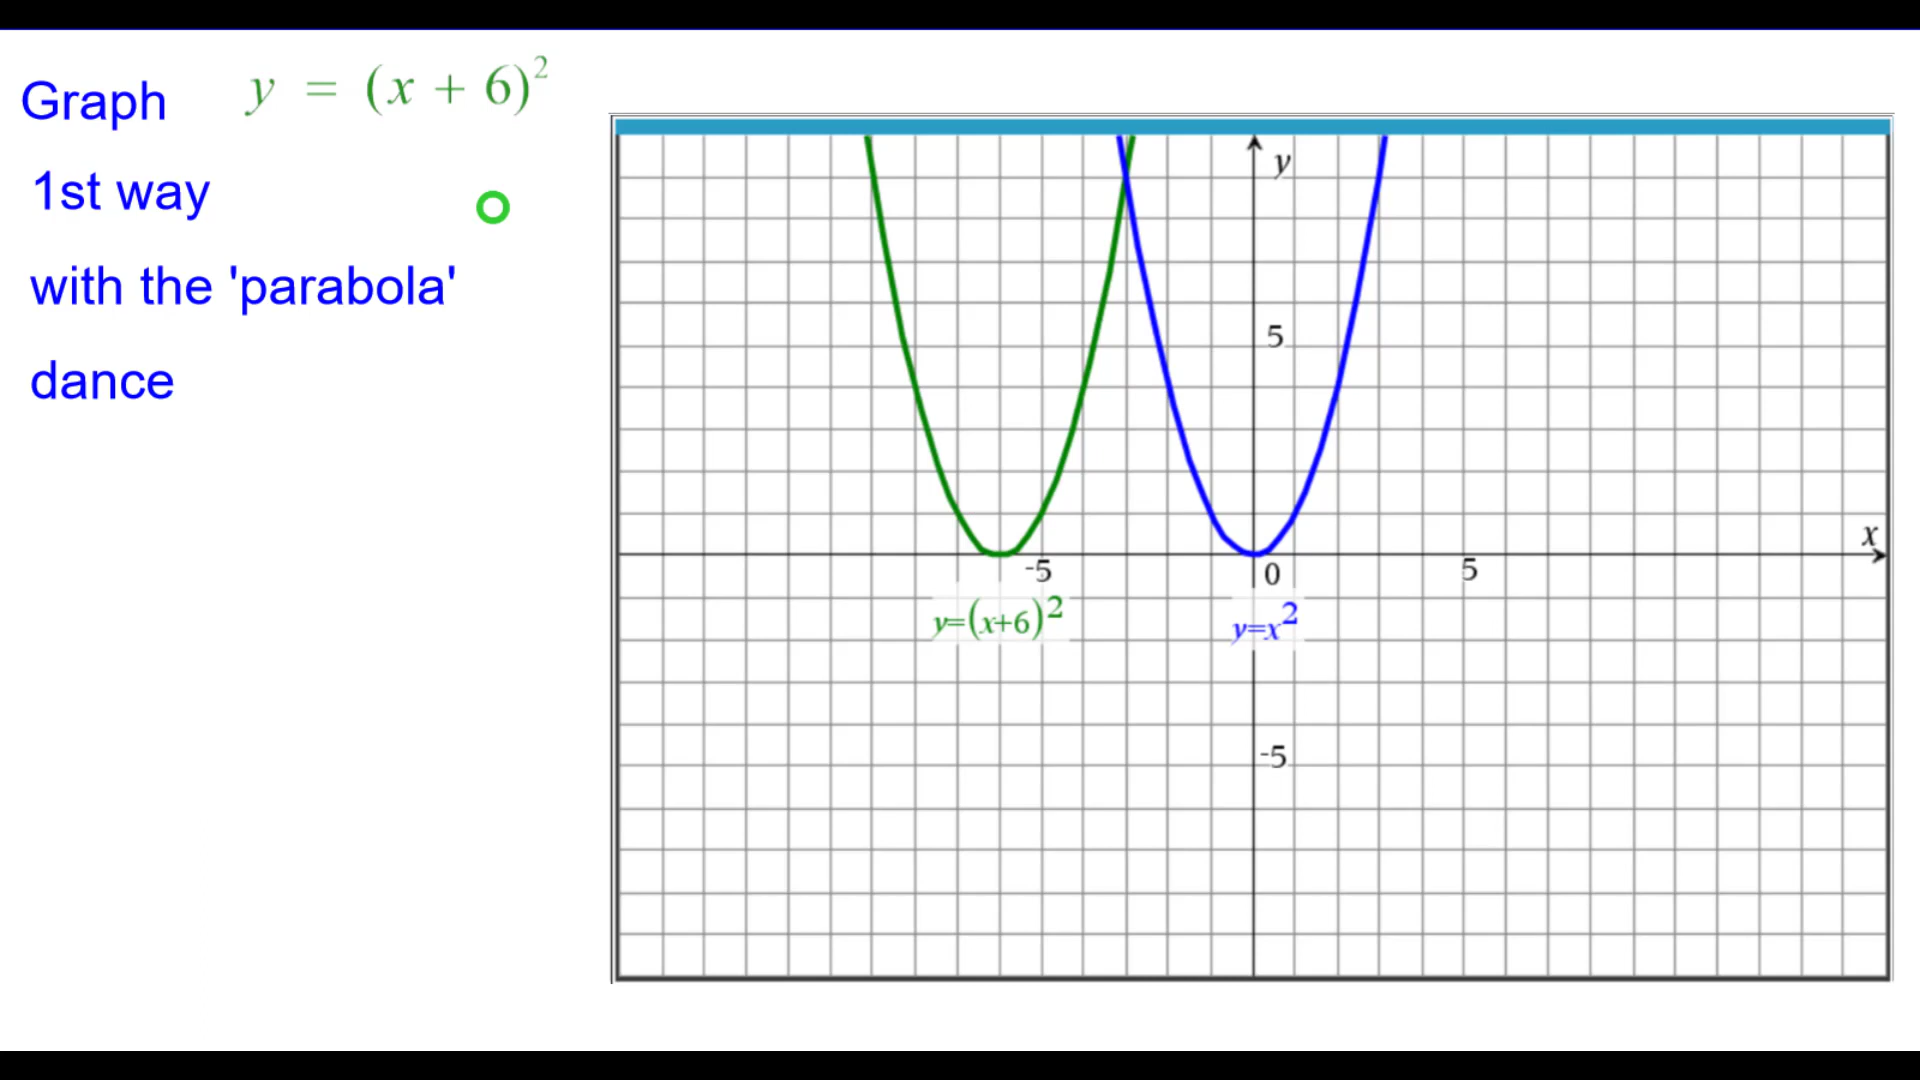 Graph y = (x + 6)²
1st way
with the 'parabola'
dance
y
5
x
-5 0 5
y=(x+6)² y=x²
-5